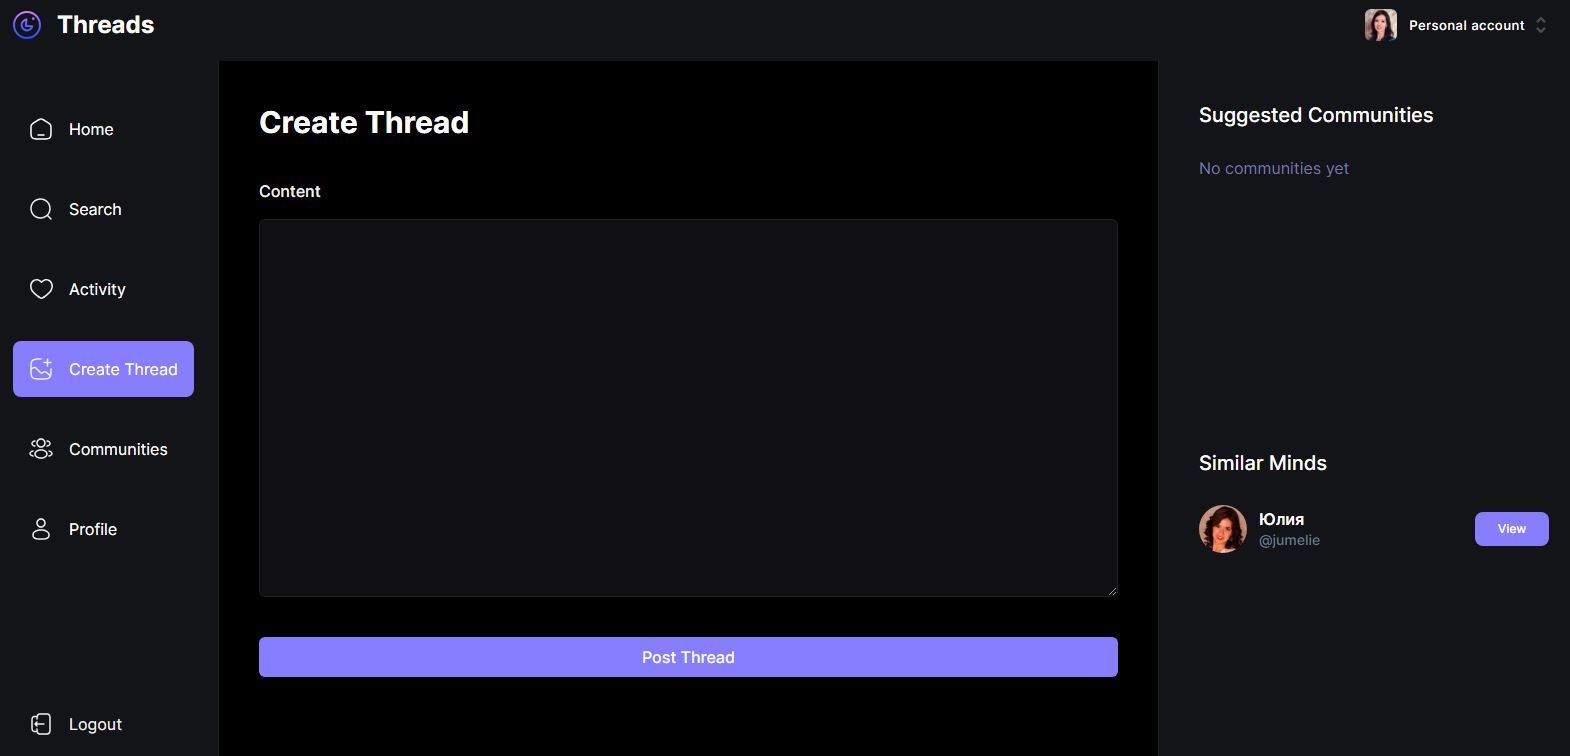 Threads
Personal account
Home
Search
Activity
Create Thread
Communities
Profile
Logout
Create Thread
Content
Post Thread
Suggested Communities
No communities yet
Similar Minds
Юлия
@jumelie
View